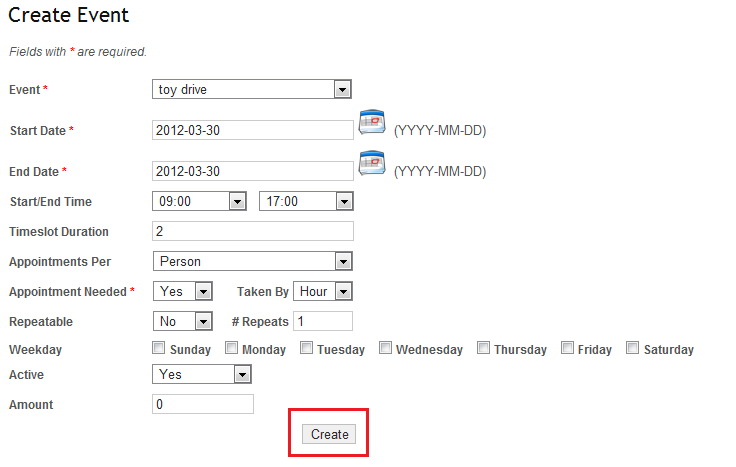 Create Event
Fields with * are required.
Event * toy drive
Start Date * 2012-03-30 (YYYY-MM-DD)
End Date * 2012-03-30 (YYYY-MM-DD)
Start/End Time 09:00 17:00
Timeslot Duration 2
Appointments Per Person
Appointment Needed * Yes Taken By Hour
Repeatable No # Repeats 1
Weekday Sunday Monday Tuesday Wednesday Thursday Friday Saturday
Active Yes
Amount 0
Create